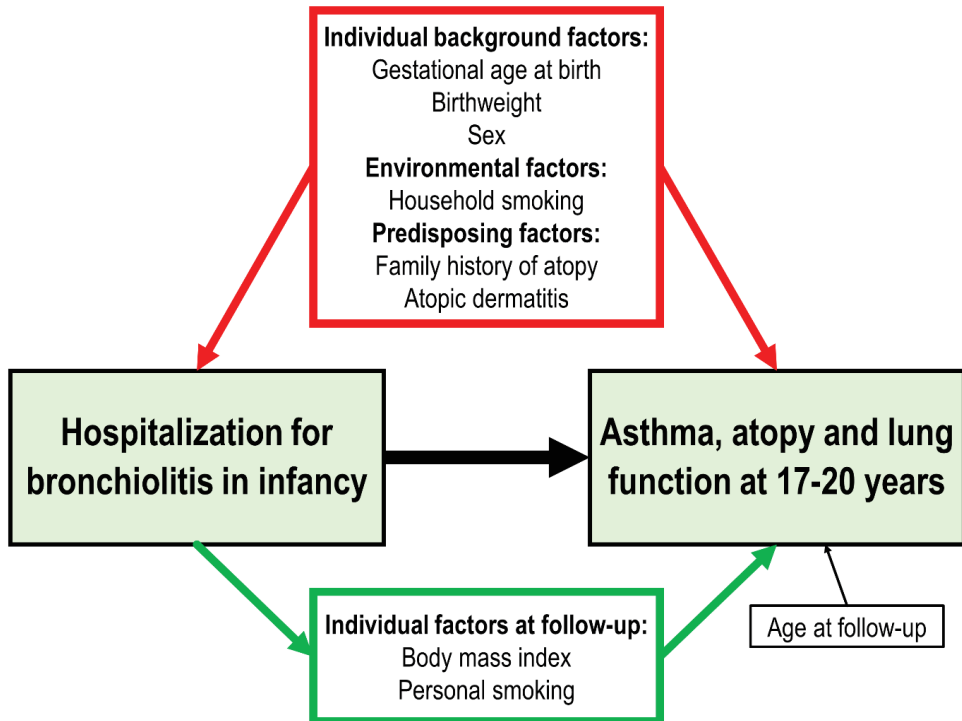 Individual background factors:
Gestational age at birth
Birthweight
Sex
Environmental factors:
Household smoking
Predisposing factors:
Family history of atopy
Atopic dermatitis
Hospitalization for
bronchiolitis in infancy
Asthma, atopy and lung
function at 17-20 years
Individual factors at follow-up:
Body mass index
Personal smoking
Age at follow-up